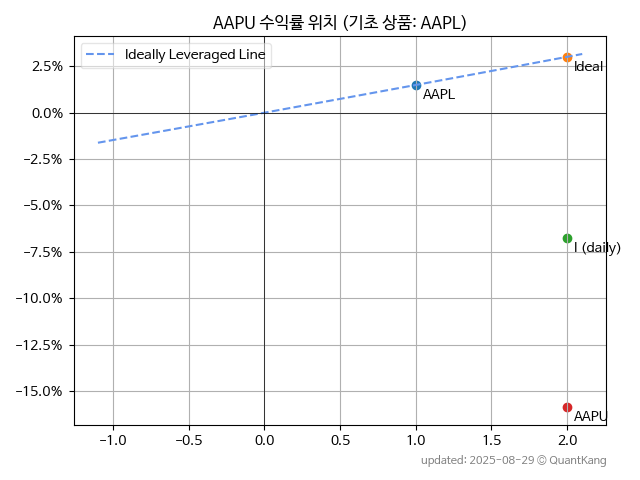 AAPU 수익률 위치 (기초 상품: AAPL)
Ideally Leveraged Line
2.5%
0.0%
−2.5%
−5.0%
−7.5%
−10.0%
−12.5%
−15.0%
Ideal
AAPL
I (daily)
AAPU
−1.0
−0.5
0.0
0.5
1.0
1.5
2.0
updated: 2025-08-29 © QuantKang